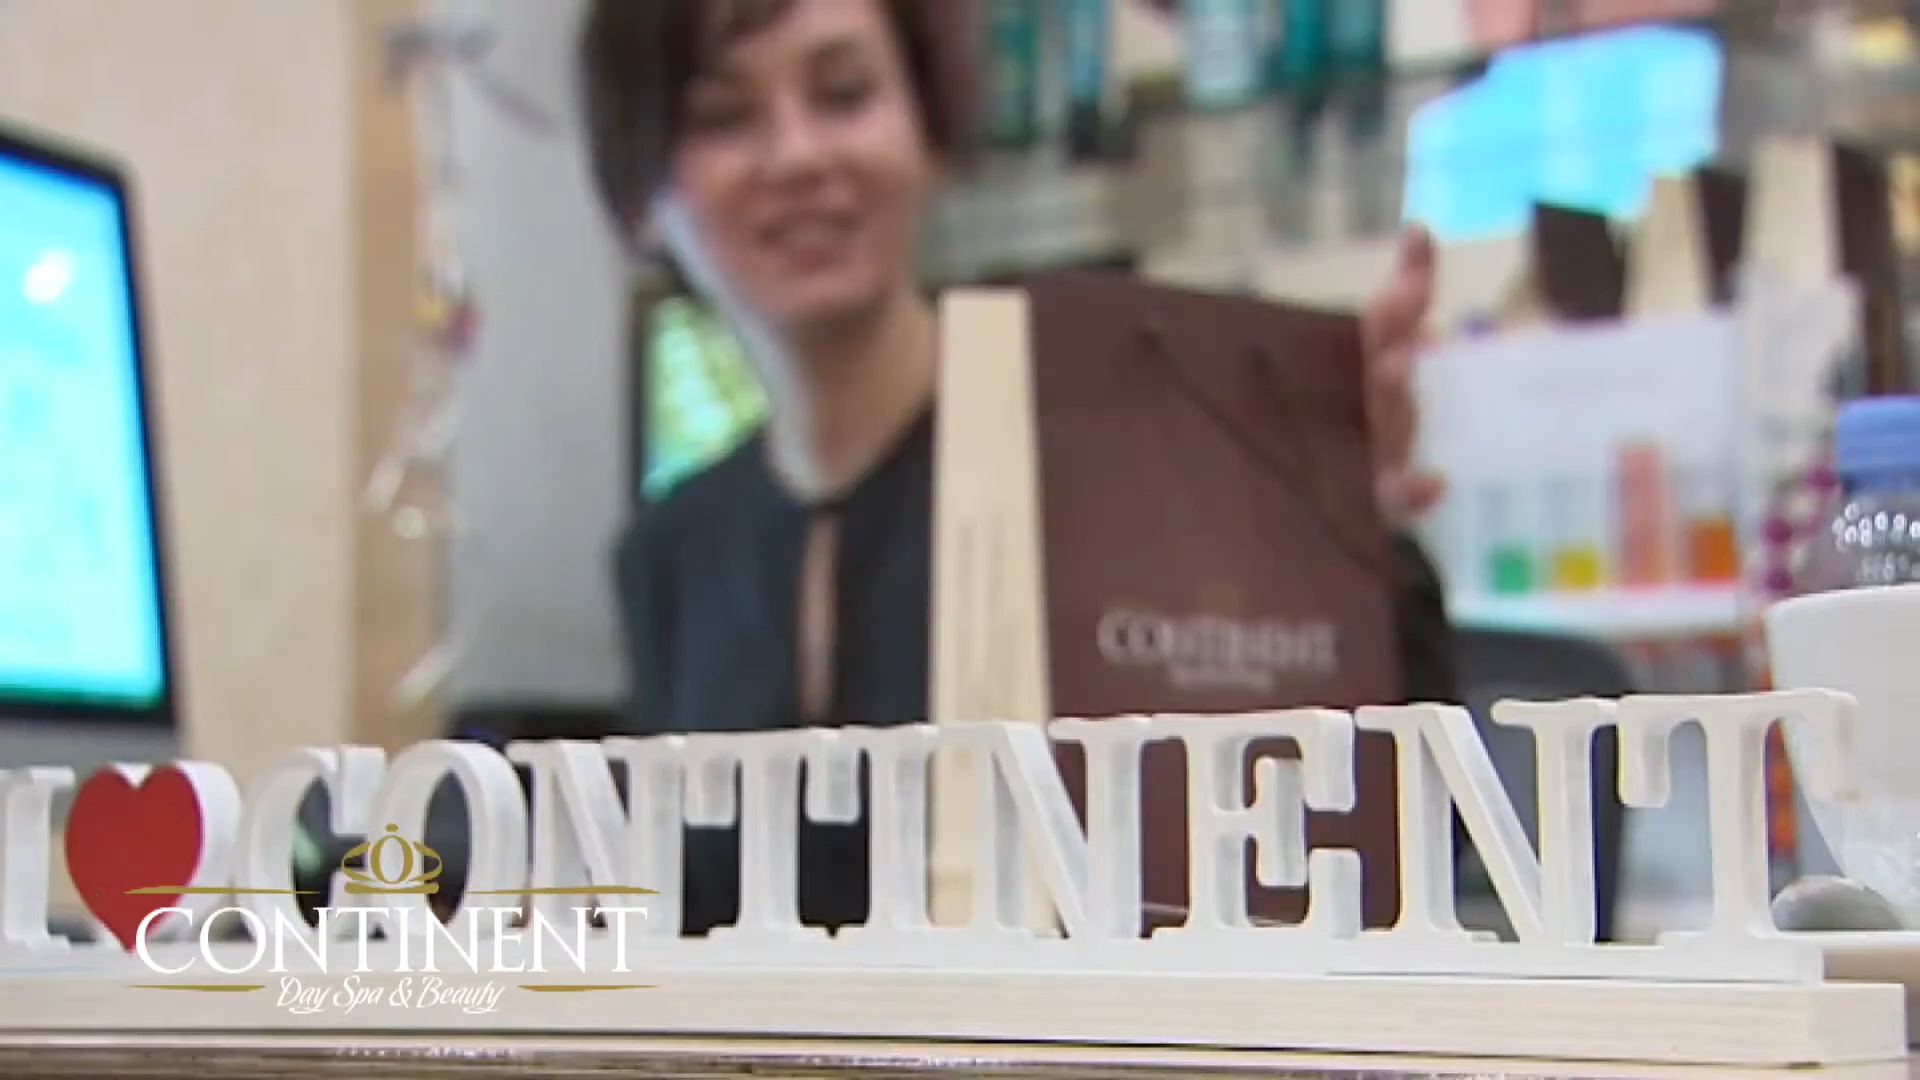 CONTINENT
I ♥ CONTINENT
CONTINENT
Day Spa & Beauty